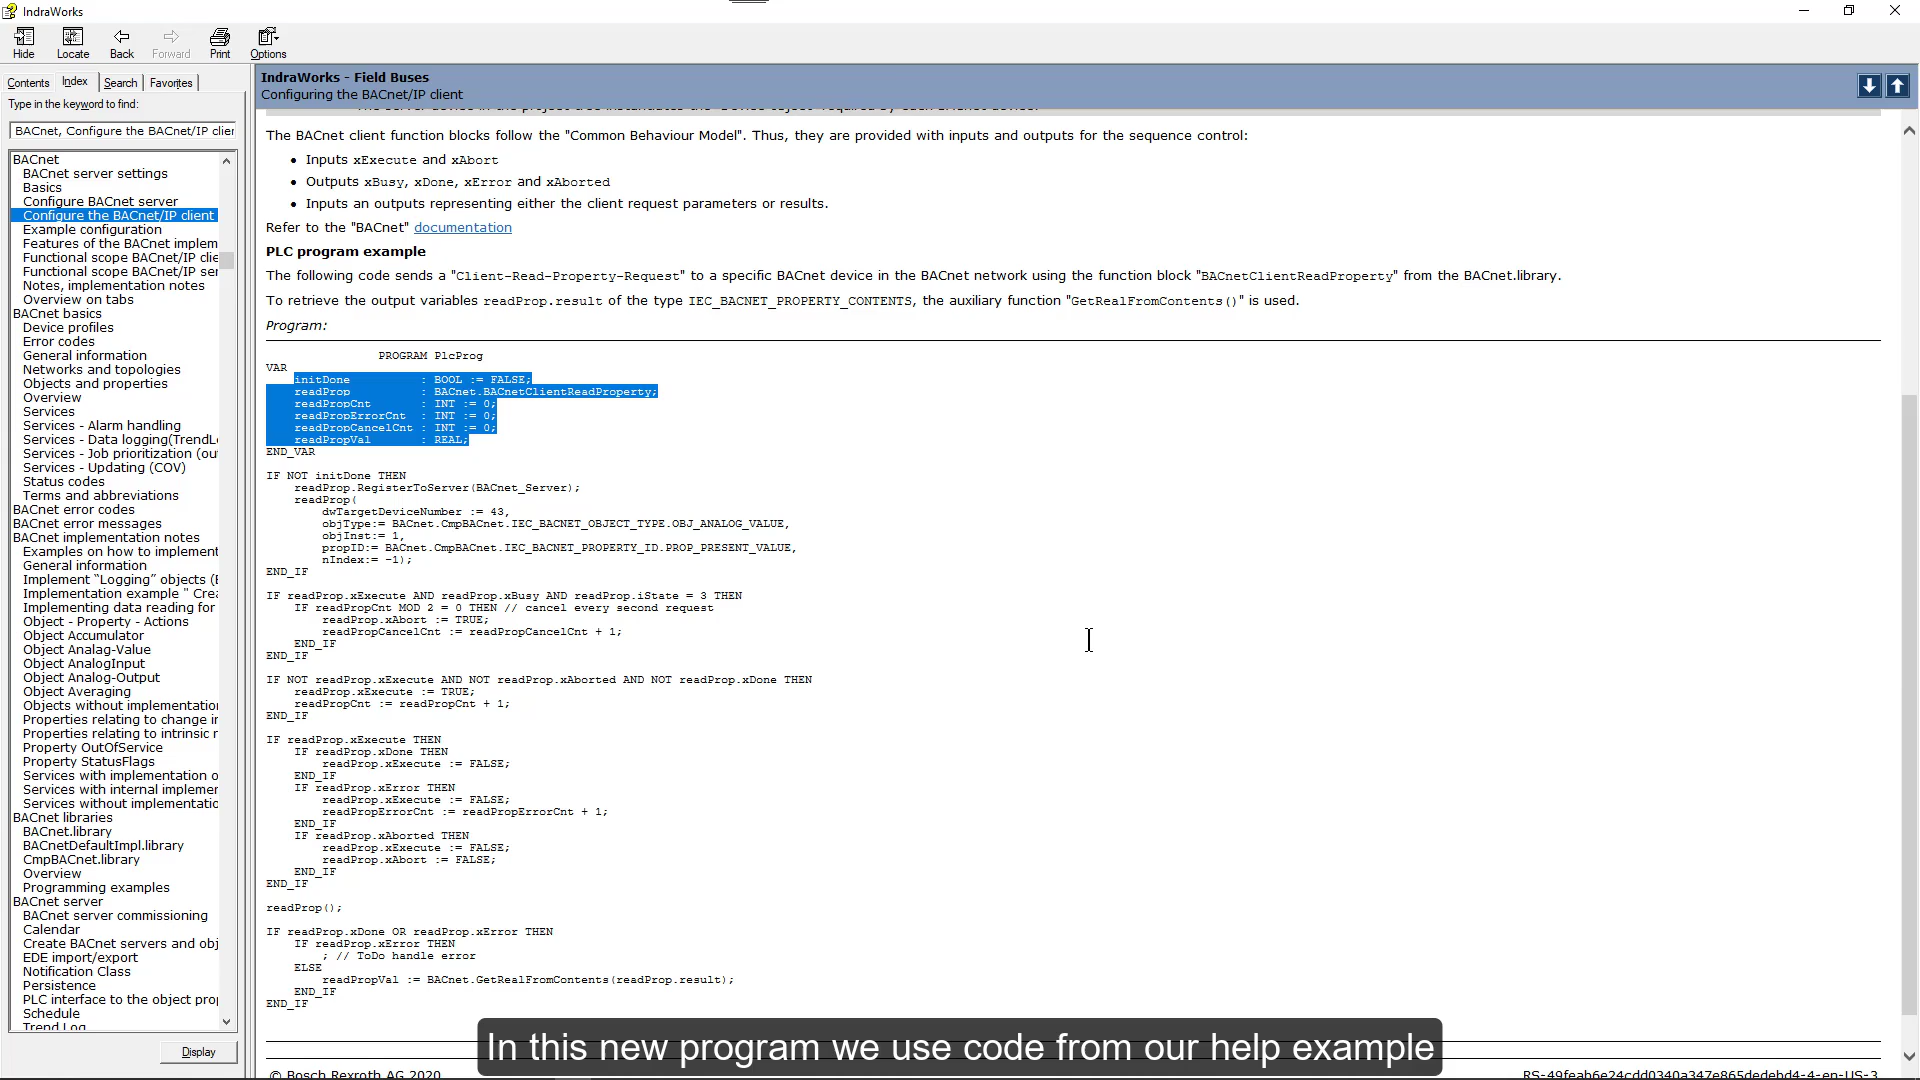 IndraWorks
Hide Locate Back Forward Print Options
Contents Index Search Favorites
Type in the keyword to find:
BACnet, Configure the BACnet/IP clier
BACnet
BACnet server settings
Basics
Configure BACnet server
Configure the BACnet/IP client
Example configuration
Features of the BACnet implem
Functional scope BACnet/IP clie
Functional scope BACnet/IP ser
Notes, implementation notes
Overview on tabs
BACnet basics
Device profiles
Error codes
General information
Networks and topologies
Objects and properties
Overview
Services
Services - Alarm handling
Services - Data logging(TrendL
Services - Job prioritization (ou
Services - Updating (COV)
Status codes
Terms and abbreviations
BACnet error codes
BACnet error messages
BACnet implementation notes
Examples on how to implement
General information
Implement "Logging" objects (E
Implementation example " Crea
Implementing data reading for
Object - Property - Actions
Object Accumulator
Object Analag-Value
Object AnalogInput
Object Analog-Output
Object Averaging
Objects without implementation
Properties relating to change ir
Properties relating to intrinsic r
Property OutOfService
Property StatusFlags
Services with implementation o
Services with internal implemer
Services without implementatio
BACnet libraries
BACnet.library
BACnetDefaultImpl.library
CmpBACnet.library
Overview
Programming examples
BACnet server
BACnet server commissioning
Calendar
Create BACnet servers and obj
EDE import/export
Notification Class
Persistence
PLC interface to the object prop
Schedule
Trend Log
Display
IndraWorks - Field Buses
Configuring the BACnet/IP client
The BACnet client function blocks follow the "Common Behaviour Model". Thus, they are provided with inputs and outputs for the sequence control:
• Inputs xExecute and xAbort
• Outputs xBusy, xDone, xError and xAborted
• Inputs an outputs representing either the client request parameters or results.
Refer to the "BACnet" documentation
PLC program example
The following code sends a "Client-Read-Property-Request" to a specific BACnet device in the BACnet network using the function block "BACnetClientReadProperty" from the BACnet.library.
To retrieve the output variables readProp.result of the type IEC_BACNET_PROPERTY_CONTENTS, the auxiliary function "GetRealFromContents()" is used.
Program:
PROGRAM PlcProg
VAR
initDone : BOOL := FALSE;
readProp : BACnet.BACnetClientReadProperty;
readPropCnt : INT := 0;
readPropErrorCnt : INT := 0;
readPropCancelCnt : INT := 0;
readPropVal : REAL;
END_VAR
IF NOT initDone THEN
readProp.RegisterToServer(BACnet_Server);
readProp(
dwTargetDeviceNumber := 43,
objType:= BACnet.CmpBACnet.IEC_BACNET_OBJECT_TYPE.OBJ_ANALOG_VALUE,
objInst:= 1,
propID:= BACnet.CmpBACnet.IEC_BACNET_PROPERTY_ID.PROP_PRESENT_VALUE,
nIndex:= -1);
END_IF
IF readProp.xExecute AND readProp.xBusy AND readProp.iState = 3 THEN
IF readPropCnt MOD 2 = 0 THEN // cancel every second request
readProp.xAbort := TRUE;
readPropCancelCnt := readPropCancelCnt + 1;
END_IF
END_IF
IF NOT readProp.xExecute AND NOT readProp.xAborted AND NOT readProp.xDone THEN
readProp.xExecute := TRUE;
readPropCnt := readPropCnt + 1;
END_IF
IF readProp.xExecute THEN
IF readProp.xDone THEN
readProp.xExecute := FALSE;
END_IF
IF readProp.xError THEN
readProp.xExecute := FALSE;
readPropErrorCnt := readPropErrorCnt + 1;
END_IF
IF readProp.xAborted THEN
readProp.xExecute := FALSE;
readProp.xAbort := FALSE;
END_IF
END_IF
readProp();
IF readProp.xDone OR readProp.xError THEN
IF readProp.xError THEN
; // ToDo handle error
ELSE
readPropVal := BACnet.GetRealFromContents(readProp.result);
END_IF
END_IF
In this new program we use code from our help example
© Bosch Rexroth AG 2020
RS-49feab6e24cdd0340a347e865dedebd4-4-en-US-3